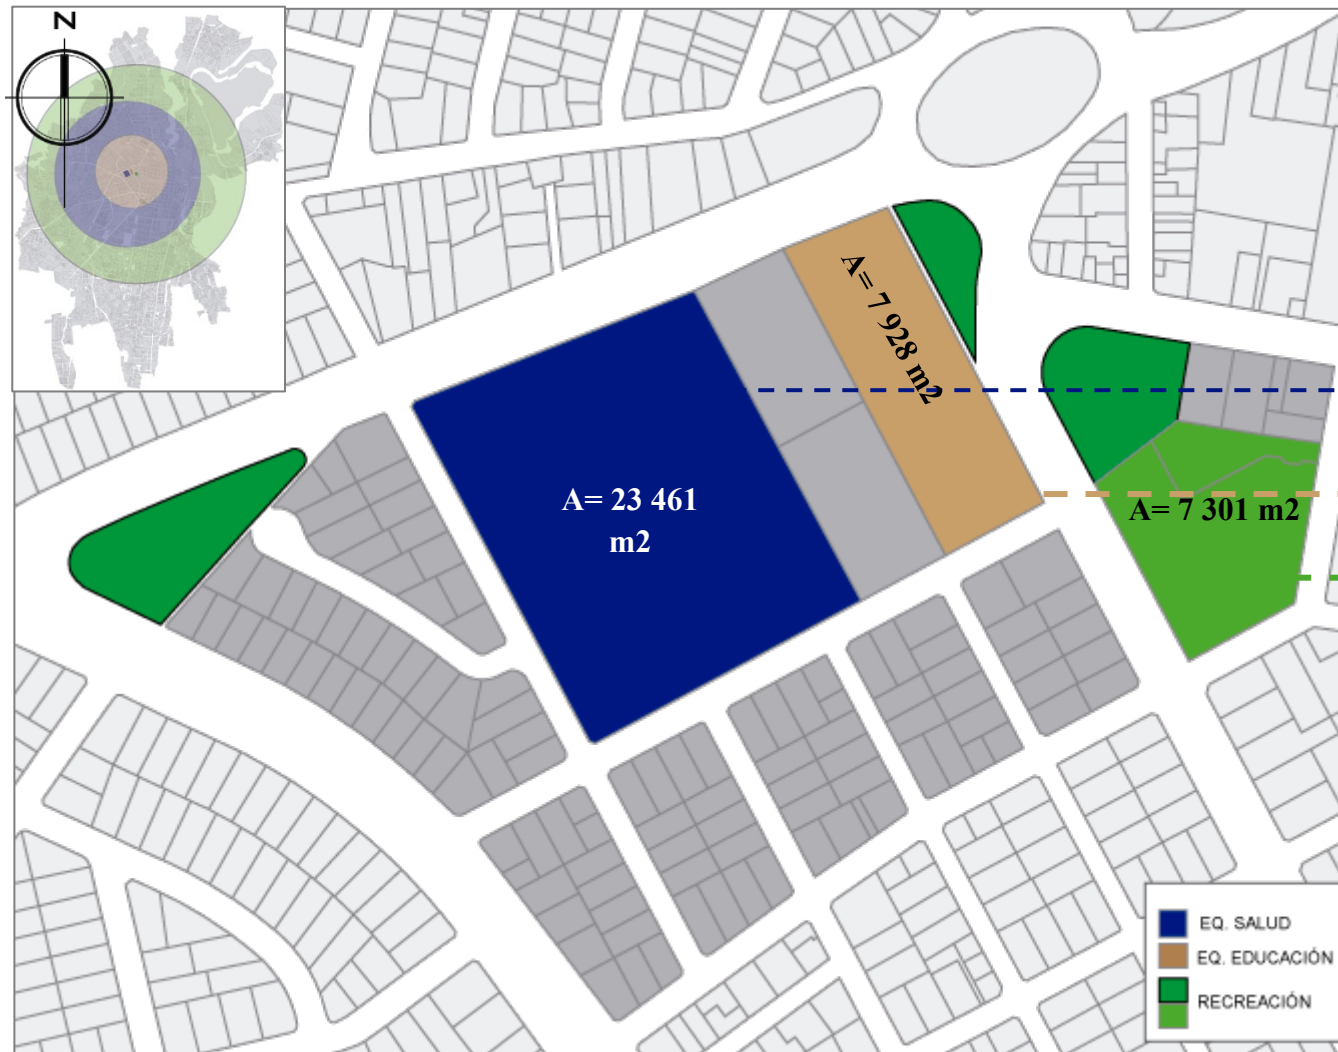 N
A= 7 928 m2
A= 23 461
m2
A= 7 301 m2
EQ. SALUD
EQ. EDUCACIÓN
RECREACIÓN